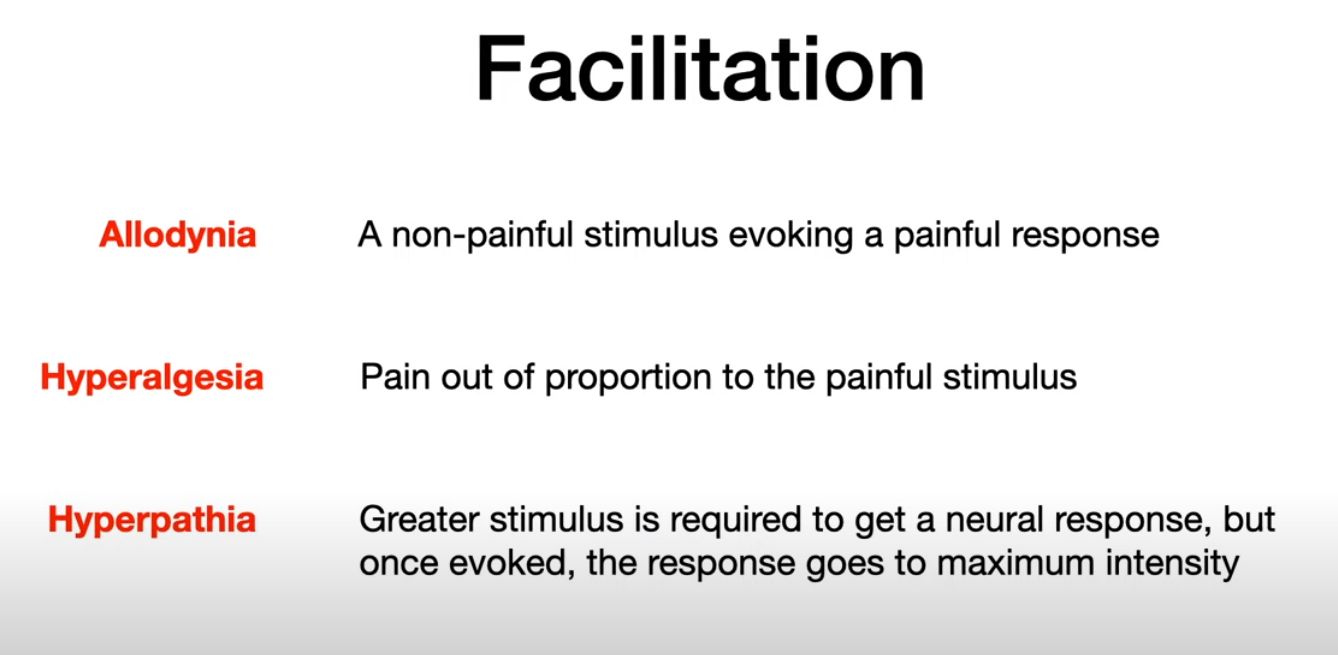 Facilitation
Allodynia A non-painful stimulus evoking a painful response
Hyperalgesia Pain out of proportion to the painful stimulus
Hyperpathia Greater stimulus is required to get a neural response, but
once evoked, the response goes to maximum intensity